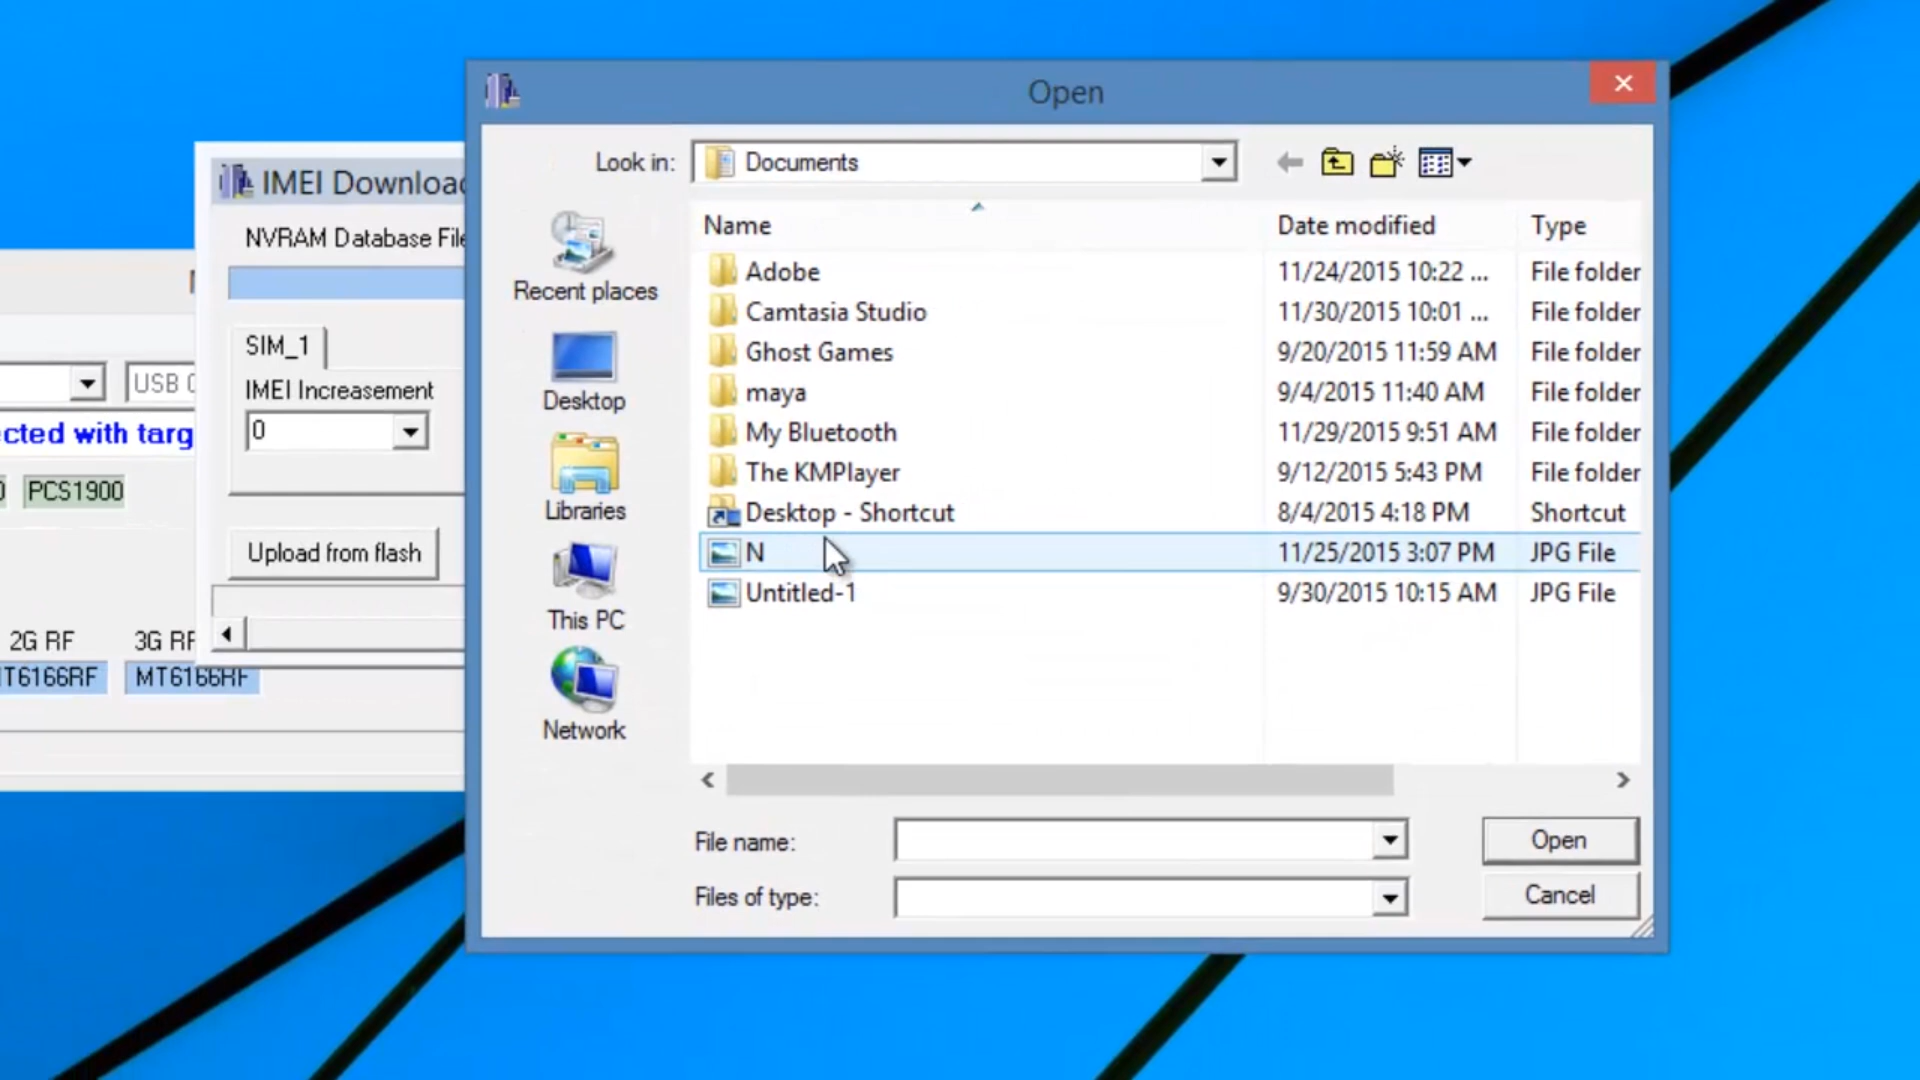 Open
Look in:
Documents
IMEI Download
NVRAM Database File
SIM_1
IMEI Increasement
0
USB
cted with targ
PCS1900
Upload from flash
2G RF
3G RF
T6166RF
MT6166RF
Recent places
Desktop
Libraries
This PC
Network
Name Date modified Type
Adobe 11/24/2015 10:22 ... File folder
Camtasia Studio 11/30/2015 10:01 ... File folder
Ghost Games 9/20/2015 11:59 AM File folder
maya 9/4/2015 11:40 AM File folder
My Bluetooth 11/29/2015 9:51 AM File folder
The KMPlayer 9/12/2015 5:43 PM File folder
Desktop - Shortcut 8/4/2015 4:18 PM Shortcut
N 11/25/2015 3:07 PM JPG File
Untitled-1 9/30/2015 10:15 AM JPG File
File name:
Open
Files of type:
Cancel